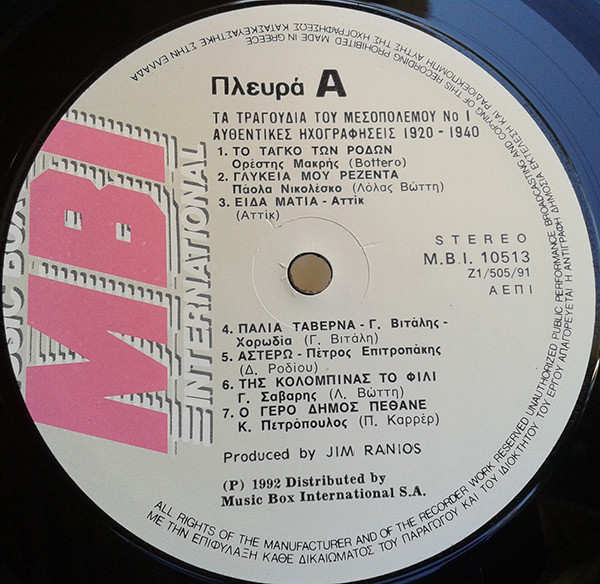 Πλευρά A
ΤΑ ΤΡΑΓΟΥΔΙΑ ΤΟΥ ΜΕΣΟΠΟΛΕΜΟΥ Νο 1
ΑΥΘΕΝΤΙΚΕΣ ΗΧΟΓΡΑΦΗΣΕΙΣ 1920 - 1940
1. ΤΟ ΤΑΓΚΟ ΤΩΝ ΡΟΔΩΝ
Ορέστης Μακρής (Bottero)
2. ΓΛΥΚΕΙΑ ΜΟΥ ΡΕΖΕΝΤΑ
Πάολα Νικολέσκο (Λόλας Βώττη)
3. ΕΙΔΑ ΜΑΤΙΑ - Αττίκ
(Αττίκ)
STEREO
M.B.I. 10513
Z1/505/91
ΑΕΠΙ
4. ΠΑΛΙΑ ΤΑΒΕΡΝΑ - Γ. Βιτάλης -
Χορωδία (Γ. Βιτάλη)
5. ΑΣΤΕΡΩ - Πέτρος Επιτροπάκης
(Δ. Ροδίου)
6. ΤΗΣ ΚΟΛΟΜΠΙΝΑΣ ΤΟ ΦΙΛΙ
Γ. Σαβαρης (Λ. Βώττη)
7. Ο ΓΕΡΟ ΔΗΜΟΣ ΠΕΘΑΝΕ
Κ. Πετρόπουλος (Π. Καρρέρ)
Produced by JIM RANIOS
(P) 1992 Distributed by
Music Box International S.A.
MBI
INTERNATIONAL
ALL RIGHTS OF THE MANUFACTURER AND OF THE RECORDER WORK RESERVED UNAUTHORIZED PUBLIC PERFORMANCE BROADCASTING AND COPYING OF THIS RECORDING PROHIBITED MADE IN GREECE
ΜΕ ΤΗΝ ΕΠΙΦΥΛΑΞΗ ΚΑΘΕ ΔΙΚΑΙΩΜΑΤΟΣ ΤΟΥ ΠΑΡΑΓΩΓΟΥ ΚΑΙ ΤΟΥ ΙΔΙΟΚΤΗΤΟΥ ΤΟΥ ΕΡΓΟΥ ΑΠΑΓΟΡΕΥΕΤΑΙ Η ΑΝΤΙΓΡΑΦΗ ΔΗΜΟΣΙΑ ΕΚΤΕΛΕΣΗ ΚΑΙ ΡΑΔΙΟΕΚΠΟΜΠΗ ΑΥΤΗΣ ΤΗΣ ΗΧΟΓΡΑΦΗΣΕΩΣ ΚΑΤΑΣΚΕΥΑΣΤΗΚΕ ΣΤΗΝ ΕΛΛΑΔΑ